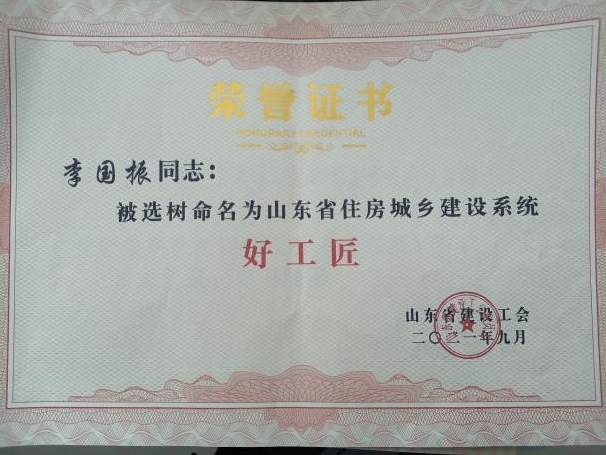 荣誉证书
HONORARY CREDENTIAL
李国振同志：
被选树命名为山东省住房城乡建设系统
好工匠
山东省建设工会
二〇二一年九月